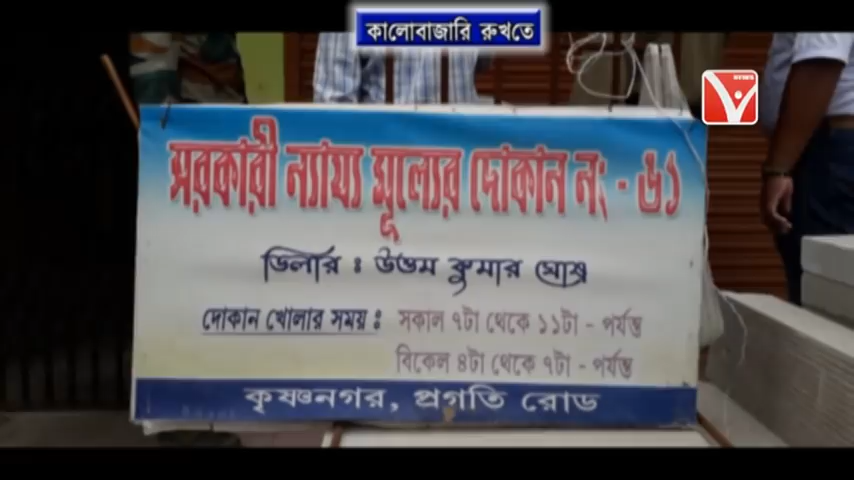 কালোবাজারি রুখতে
সরকারী ন্যায্য মূল্যের দোকান নং - ৬১
ডিলার : উত্তম কুমার ঘোষ
দোকান খোলার সময় : সকাল ৭টা থেকে ১১টা - পর্যন্ত
বিকেল ৪টা থেকে ৭টা - পর্যন্ত
কৃষ্ণনগর, প্রগতি রোড